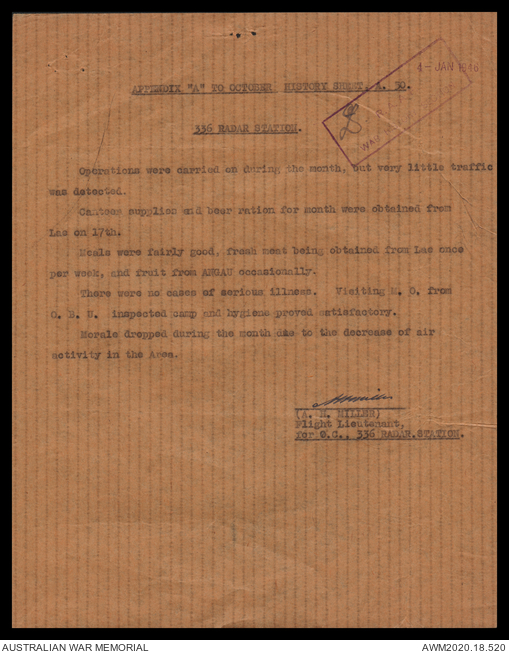 APPENDIX "A" TO OCTOBER HISTORY SHEET, A. 50.
4-JAN 1946
336 RADAR STATION.
Operations were carried on during the month, but very little traffic
was detected.
Canteen supplies and beer ration for month were obtained from
Lae on 17th.
Meals were fairly good, fresh meat being obtained from Lae once
per week, and fruit from ANGAU occasionally.
There were no cases of serious illness. Visiting M. O. from
O. B. U. inspected camp and hygiene proved satisfactory.
Morale dropped during the month due to the decrease of air
activity in the Area.
(A. H. MILLER)
Flight Lieutenant,
for O.C., 336 RADAR.STATION.
AUSTRALIAN WAR MEMORIAL
AWM2020.18.520